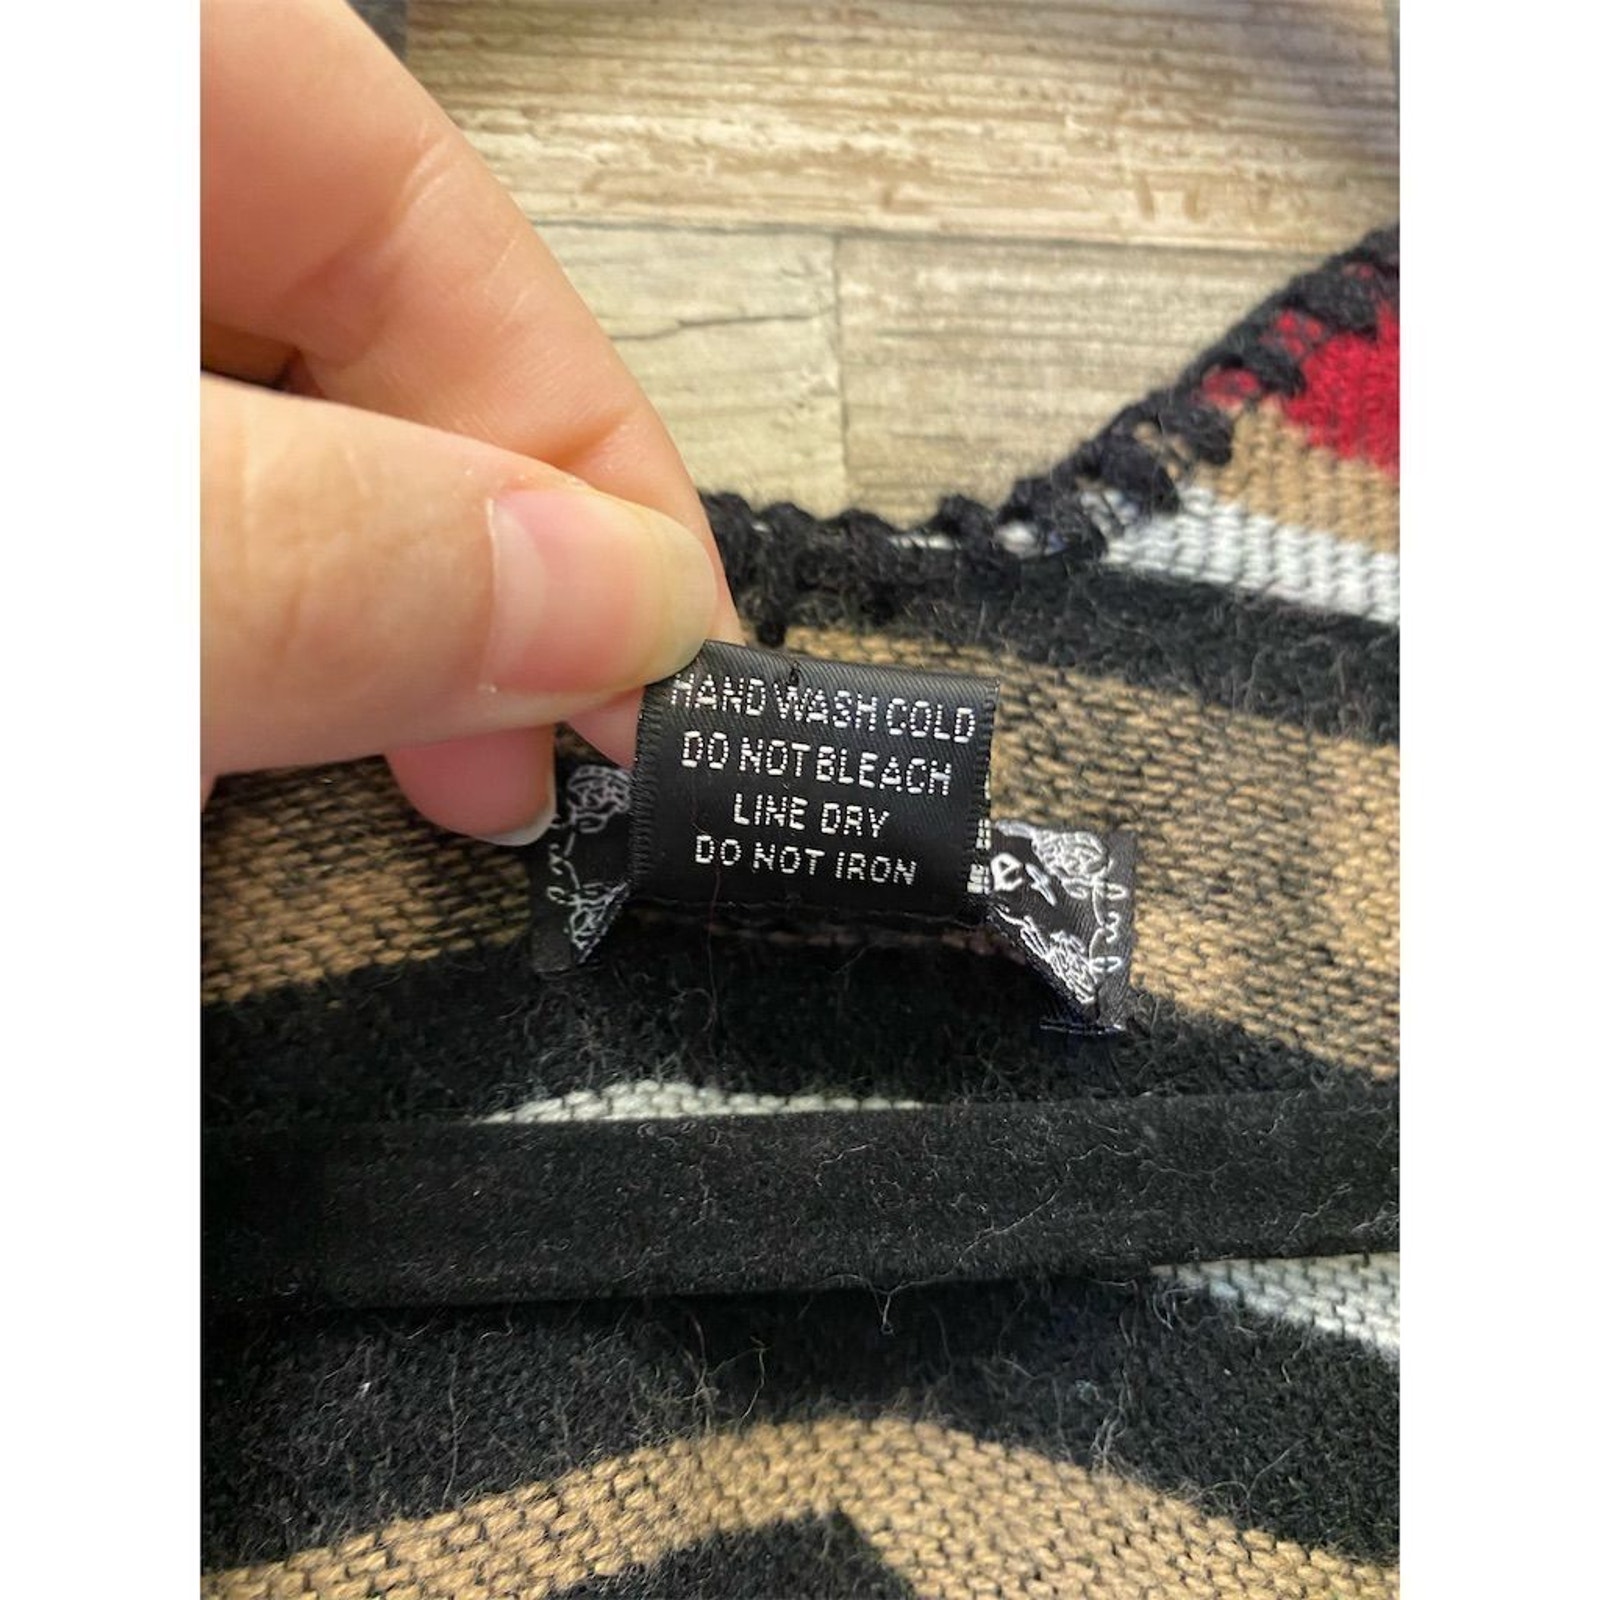 HAND WASH COLD
DO NOT BLEACH
LINE DRY
DO NOT IRON